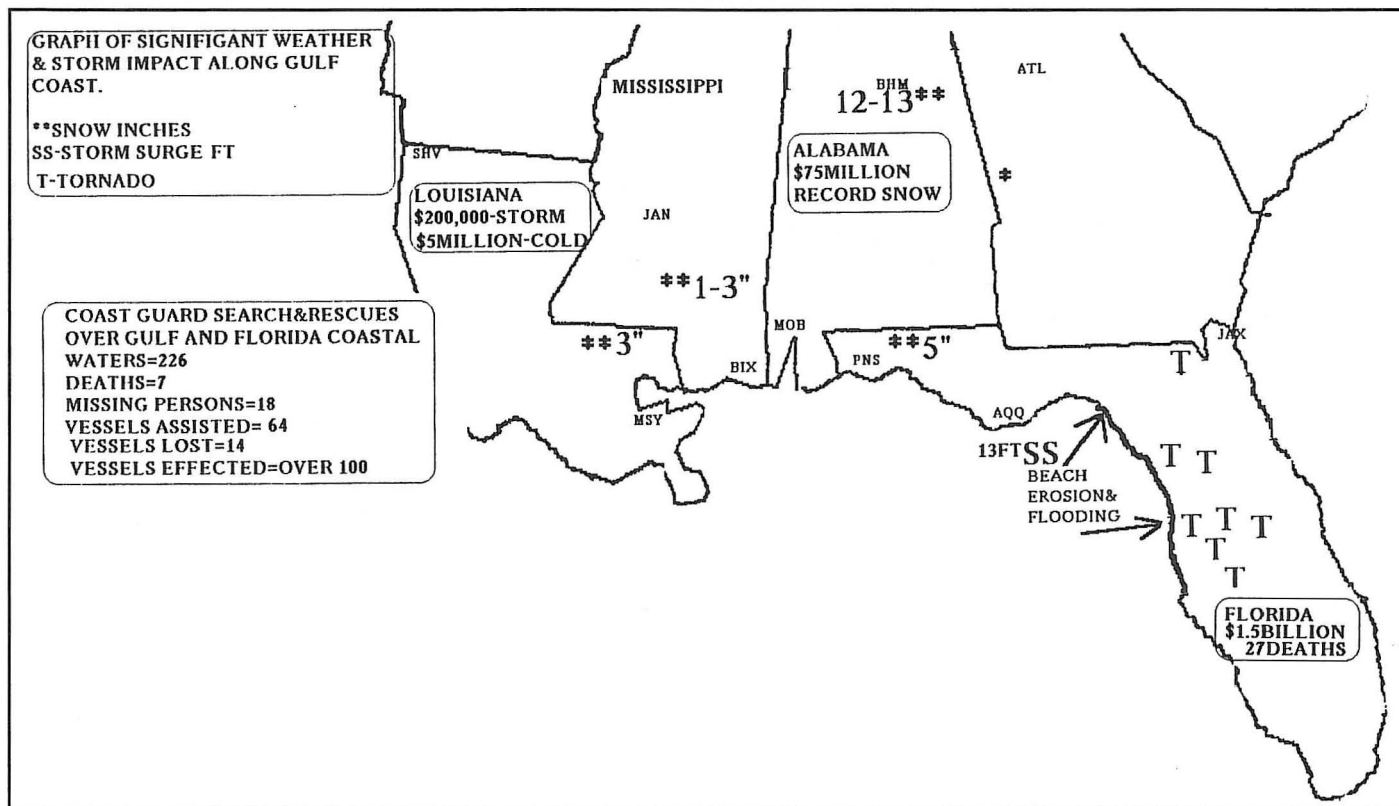 GRAPH OF SIGNIFIGANT WEATHER
& STORM IMPACT ALONG GULF
COAST.
**SNOW INCHES
SS-STORM SURGE FT
T-TORNADO
MISSISSIPPI
BHM
12-13**
ATL
SHV
ALABAMA
$75MILLION
RECORD SNOW
*
LOUISIANA
$200,000-STORM
$5MILLION-COLD
JAN
**1-3"
COAST GUARD SEARCH&RESCUES
OVER GULF AND FLORIDA COASTAL
WATERS=226
DEATHS=7
MISSING PERSONS=18
VESSELS ASSISTED= 64
VESSELS LOST=14
VESSELS EFFECTED=OVER 100
MOB
JAX
**3"
**5"
T
BIX
PNS
MSY
AQQ
13FTSS
BEACH
EROSION&
FLOODING
T T
T T T
T
T
FLORIDA
$1.5BILLION
27DEATHS